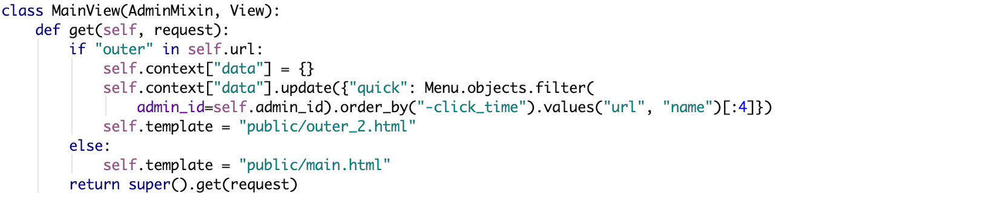 class MainView(AdminMixin, View):
    def get(self, request):
        if "outer" in self.url:
            self.context["data"] = {}
            self.context["data"].update({"quick": Menu.objects.filter(
                admin_id=self.admin_id).order_by("-click_time").values("url", "name")[:4]})
            self.template = "public/outer_2.html"
        else:
            self.template = "public/main.html"
        return super().get(request)